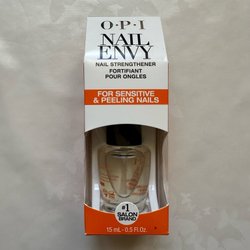 O·P·I
NAIL
ENVY
NAIL STRENGTHENER
FORTIFIANT
POUR ONGLES
FOR SENSITIVE
& PEELING NAILS
#1
SALON
BRAND
15 mL - 0.5 Fl.Oz.